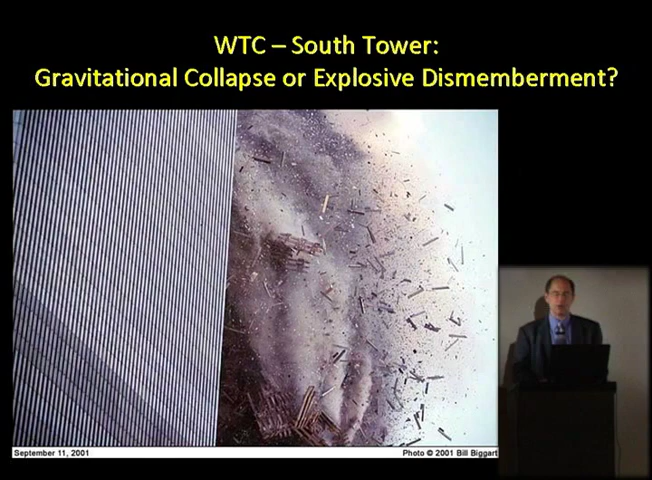 WTC – South Tower:
Gravitational Collapse or Explosive Dismemberment?
September 11, 2001
Photo © 2001 Bill Biggart